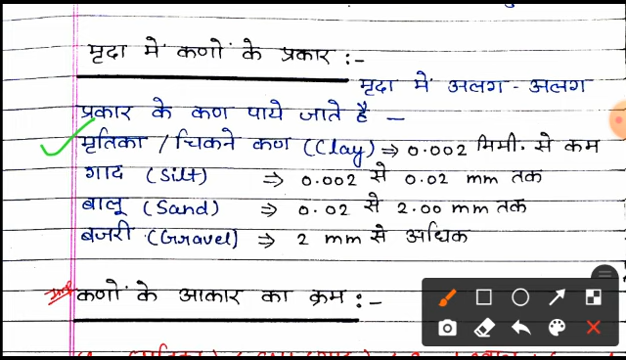 मृदा में कणों के प्रकार :-
मृदा में अलग - अलग
प्रकार के कण पाये जाते है -
मृतिका / चिकने कण (Clay) ⇒ 0.002 मिमी. से कम
गाद (Silt) ⇒ 0.002 से 0.02 mm तक
बालू (Sand) ⇒ 0.02 से 2.00 mm तक
बजरी (Gravel) ⇒ 2 mm से अधिक
Imp कणों के आकार का क्रम :-